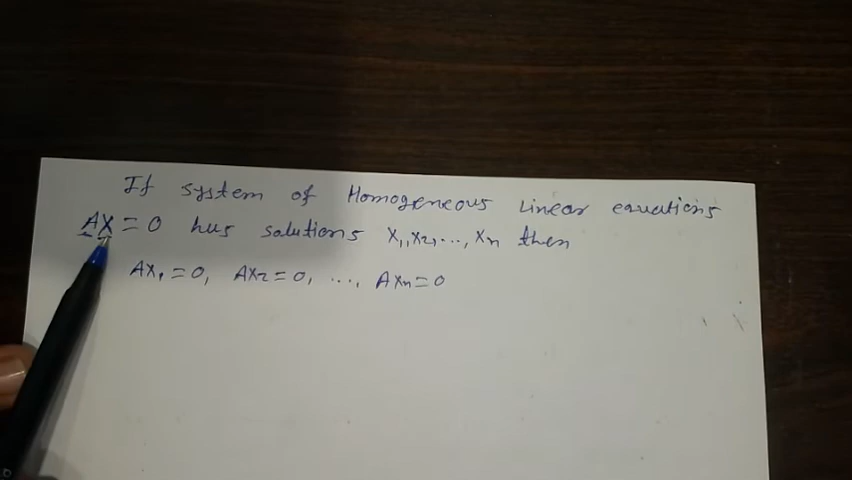 If system of Homogeneous Linear equations
AX = 0 has solutions X1, X2, ..., Xn then
AX1 = 0, AX2 = 0, ..., AXn = 0